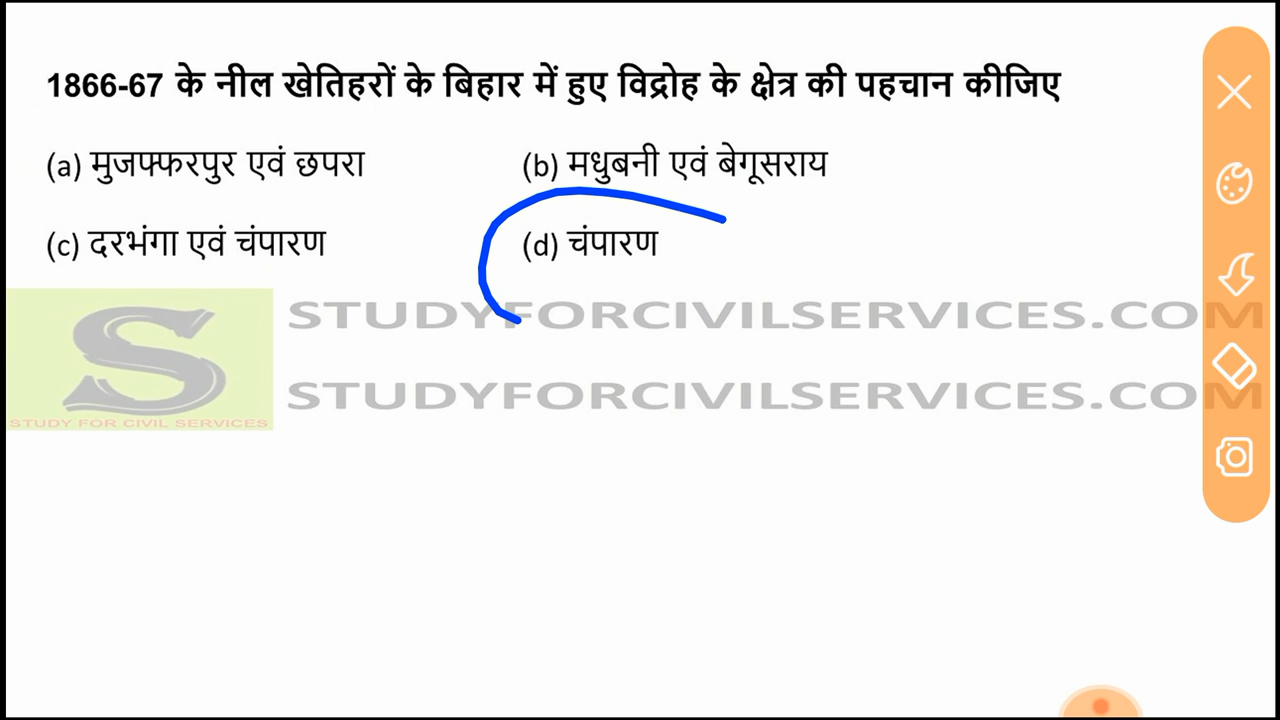 1866-67 के नील खेतिहरों के बिहार में हुए विद्रोह के क्षेत्र की पहचान कीजिए
(a) मुजफ्फरपुर एवं छपरा (b) मधुबनी एवं बेगूसराय
(c) दरभंगा एवं चंपारण (d) चंपारण
STUDYFORCIVILSERVICES.COM
STUDYFORCIVILSERVICES.COM
S
STUDY FOR CIVIL SERVICES